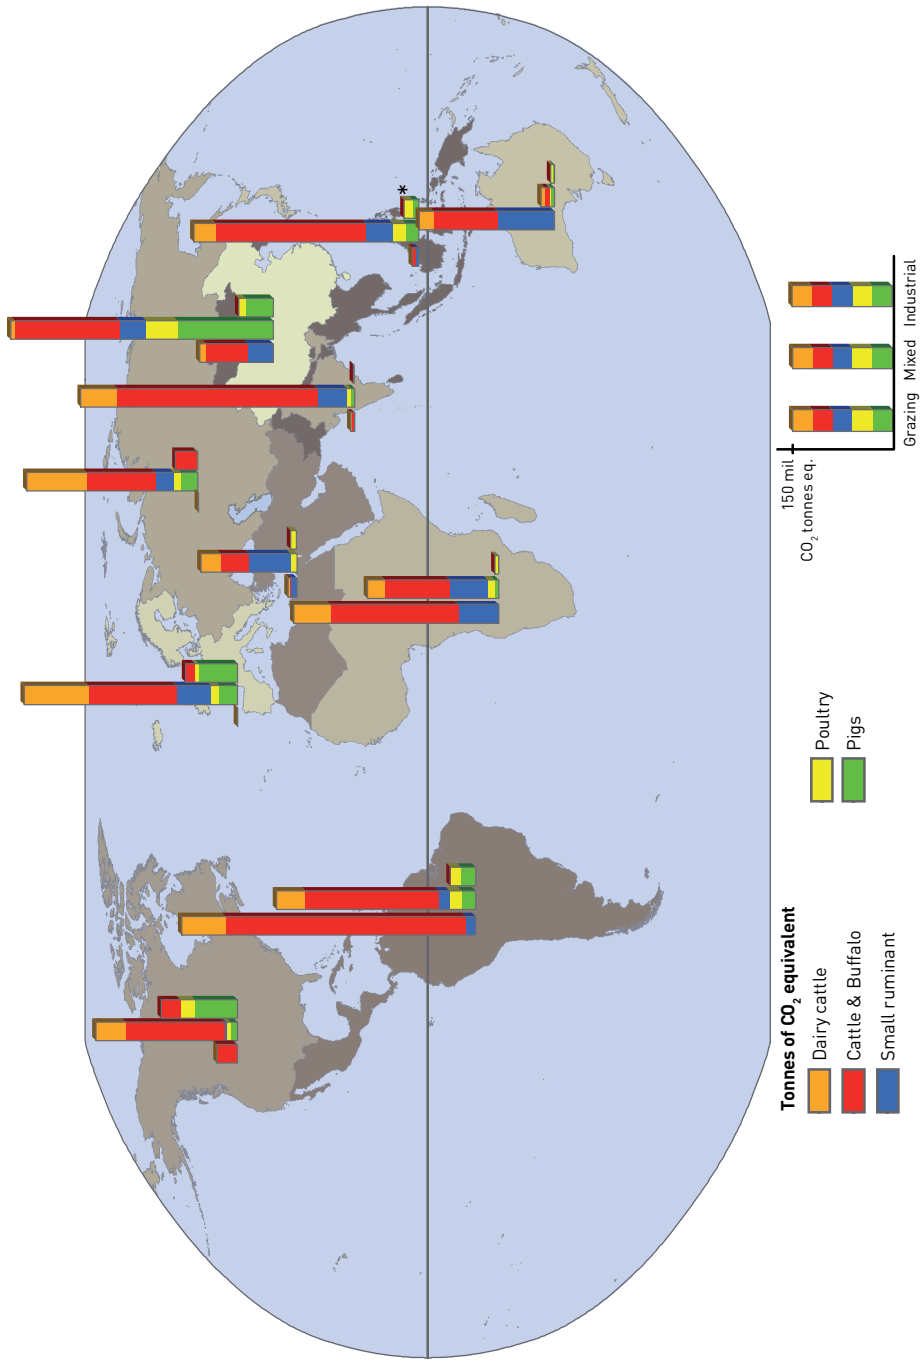 *
Tonnes of CO₂ equivalent
Dairy cattle
Cattle & Buffalo
Small ruminant
Poultry
Pigs
150 mil
CO₂ tonnes eq.
Grazing Mixed Industrial